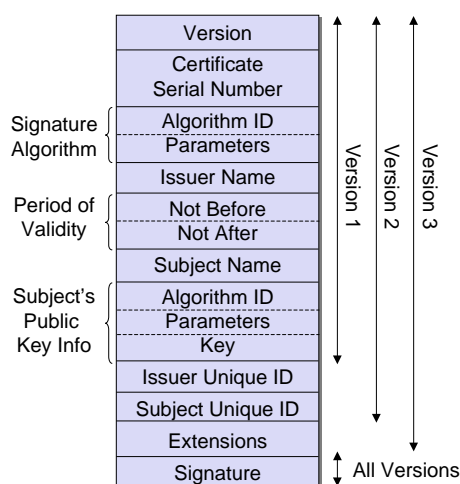 Version
Certificate
Serial Number
Signature
Algorithm
Algorithm ID
Parameters
Issuer Name
Period of
Validity
Not Before
Not After
Subject Name
Subject's
Public
Key Info
Algorithm ID
Parameters
Key
Issuer Unique ID
Subject Unique ID
Extensions
Signature
Version 1
Version 2
Version 3
All Versions